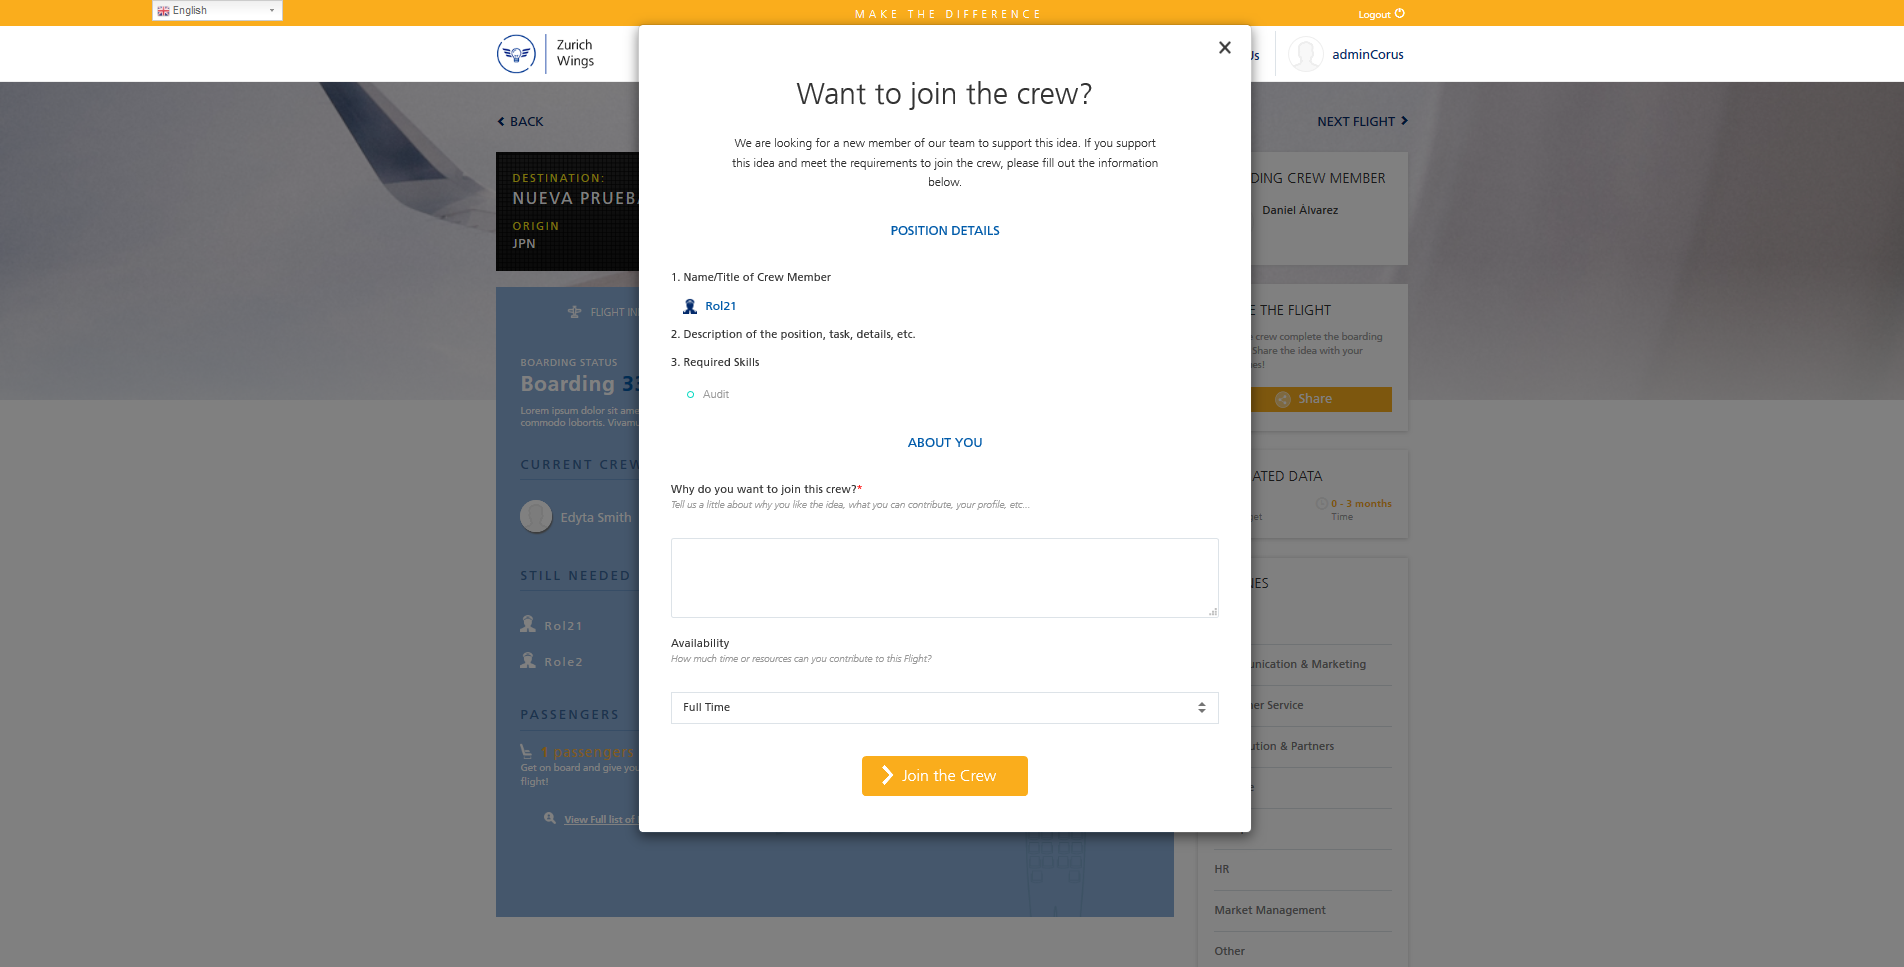 English
MAKE THE DIFFERENCE
Logout
Zurich
Wings
Us
adminCorus
BACK
NEXT FLIGHT
DESTINATION:
NUEVA PRUEBA
ORIGIN
JPN
FLIGHT IN
BOARDING STATUS
Boarding 33
Lorem ipsum dolor sit ame
commodo lobortis. Vivamu
CURRENT CREW
Edyta Smith
STILL NEEDED
Rol21
Role2
PASSENGERS
1 passengers
Get on board and give you
flight!
View Full list of
Want to join the crew?
We are looking for a new member of our team to support this idea. If you support
this idea and meet the requirements to join the crew, please fill out the information
below.
POSITION DETAILS
1. Name/Title of Crew Member
Rol21
2. Description of the position, task, details, etc.
3. Required Skills
Audit
ABOUT YOU
Why do you want to join this crew?*
Tell us a little about why you like the idea, what you can contribute, your profile, etc...
Availability
How much time or resources can you contribute to this Flight?
Full Time
Join the Crew
DING CREW MEMBER
Daniel Álvarez
E THE FLIGHT
crew complete the boarding
Share the idea with your
es!
Share
ATED DATA
0 - 3 months
get
Time
NES
unication & Marketing
er Service
ution & Partners
e
HR
Market Management
Other